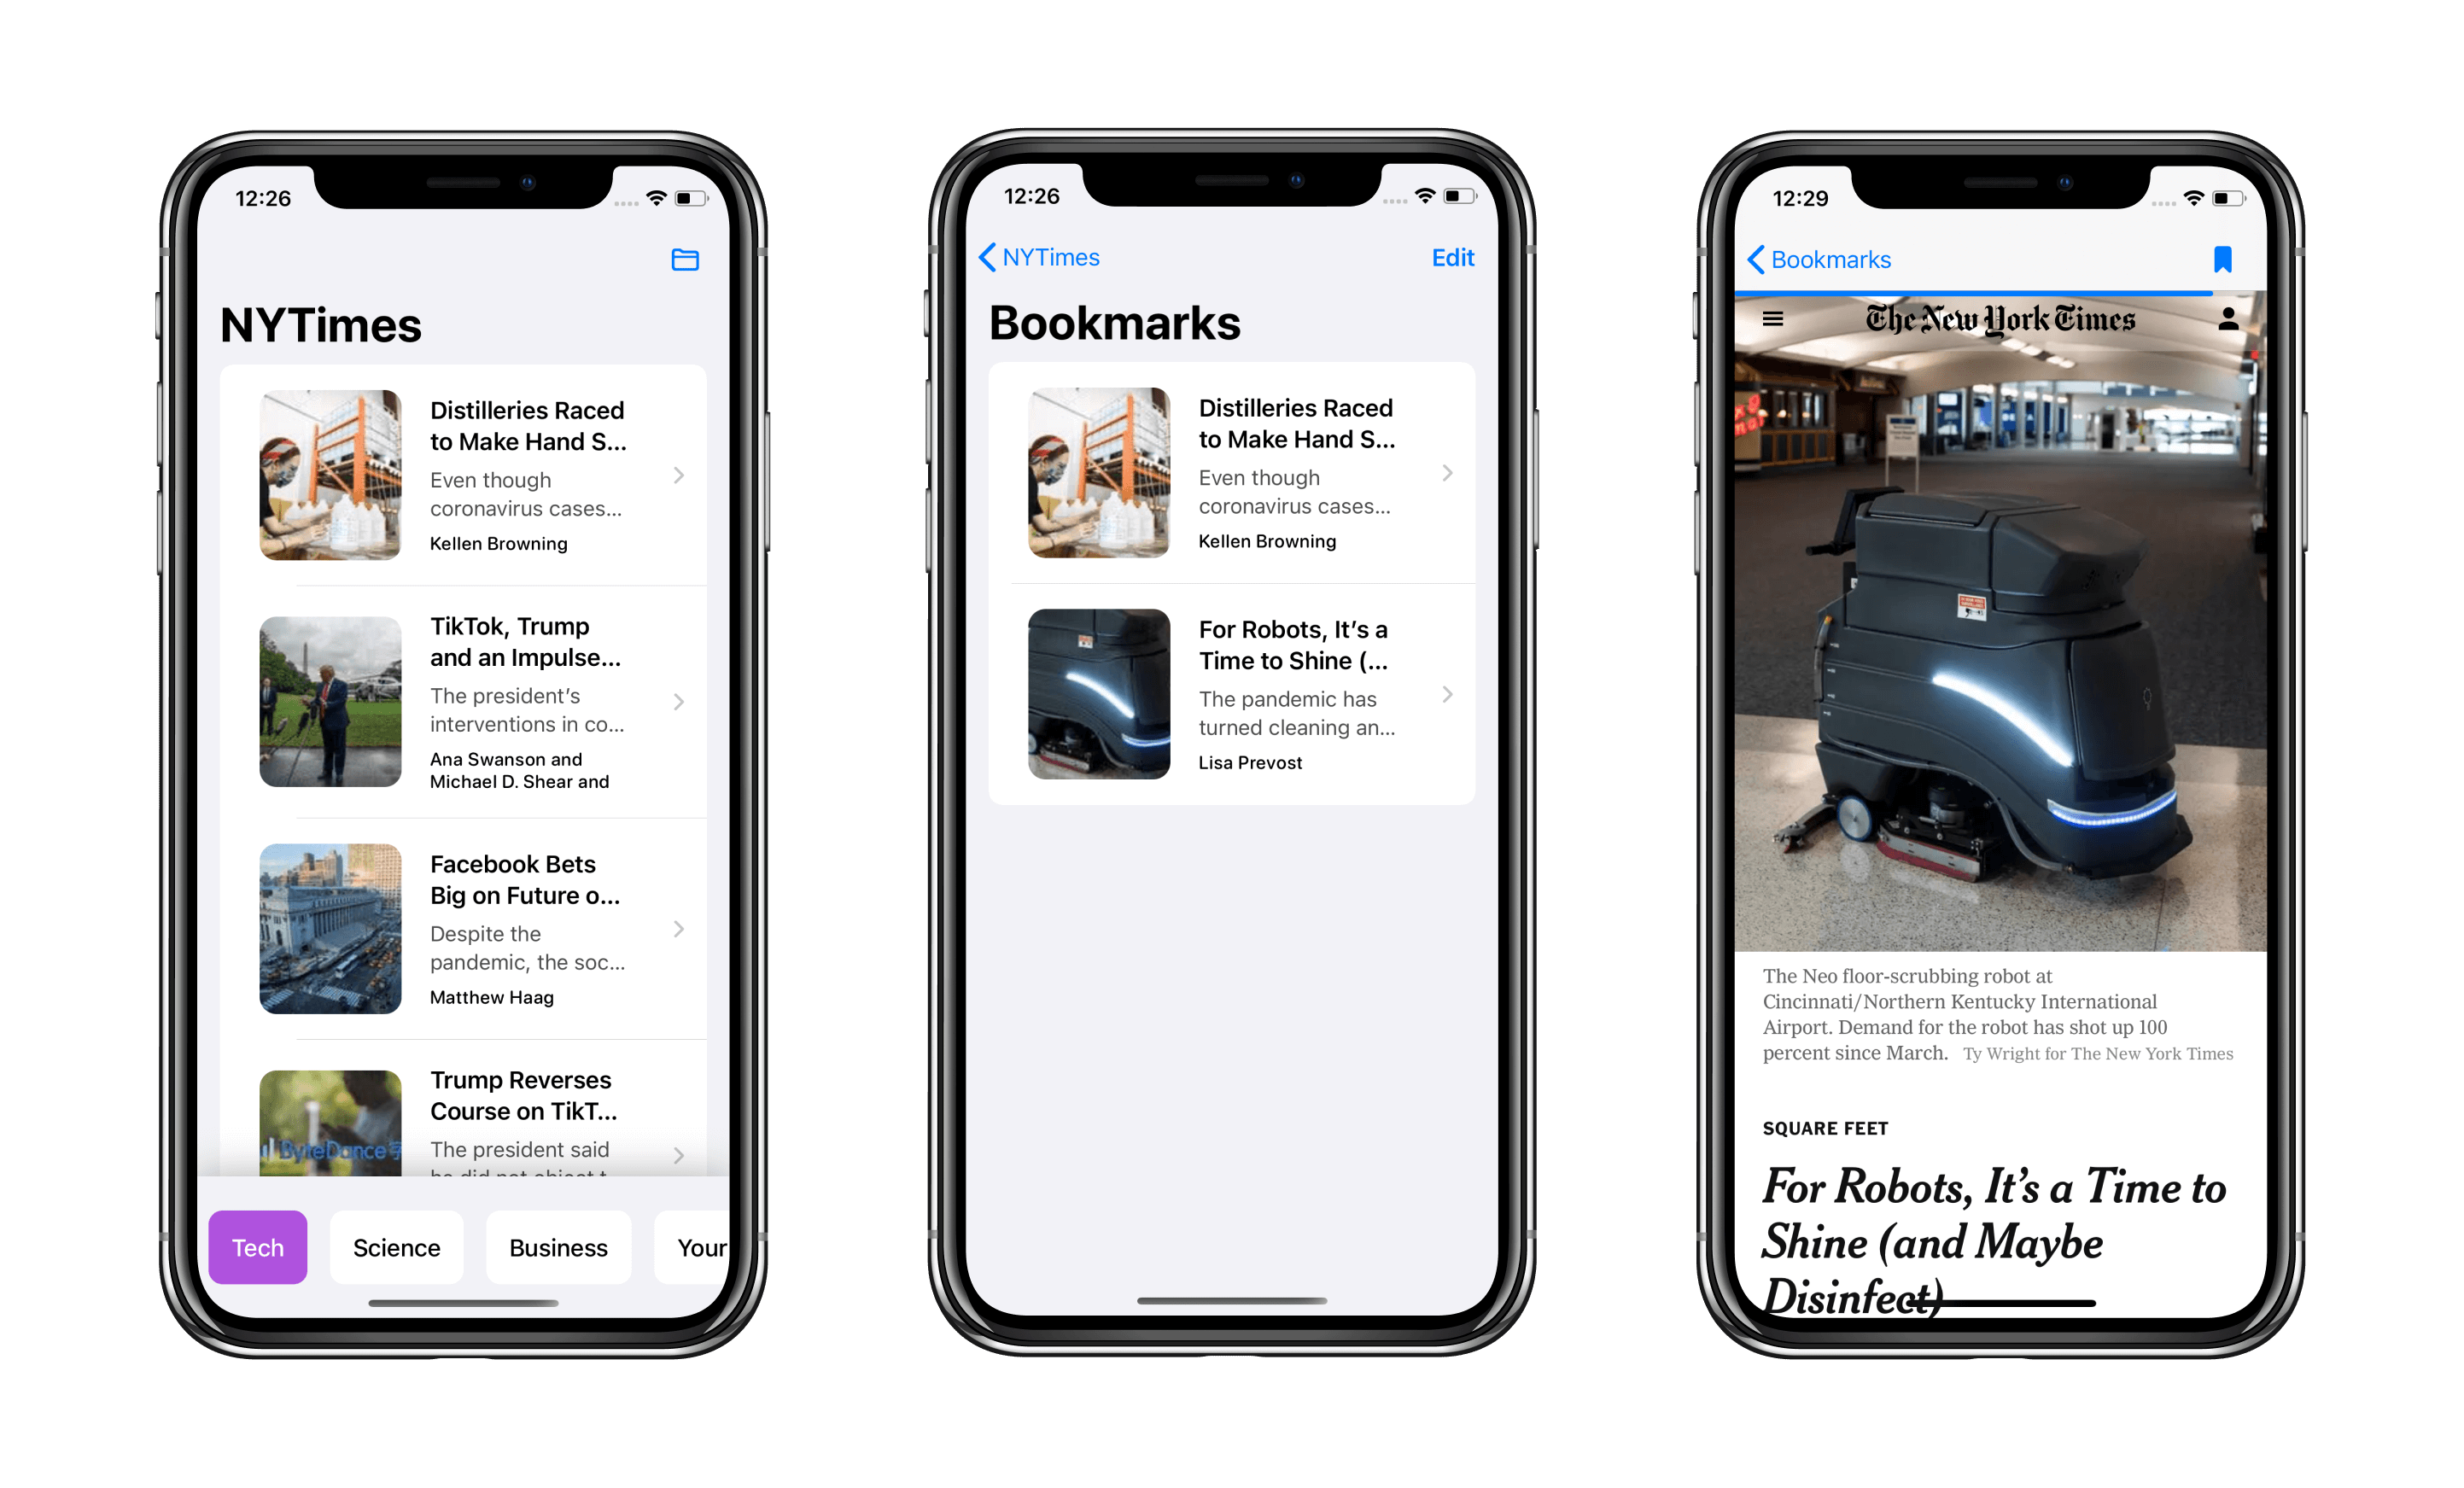 12:26
NYTimes
Distilleries Raced
to Make Hand S...
Even though
coronavirus cases...
Kellen Browning
TikTok, Trump
and an Impulse...
The president's
interventions in co...
Ana Swanson and
Michael D. Shear and
Facebook Bets
Big on Future o...
Despite the
pandemic, the soc...
Matthew Haag
Trump Reverses
Course on TikT...
The president said
he did not object t
ByteDance
Tech
Science
Business
Your
12:26
NYTimes
Edit
Bookmarks
Distilleries Raced
to Make Hand S...
Even though
coronavirus cases...
Kellen Browning
For Robots, It's a
Time to Shine (...
The pandemic has
turned cleaning an...
Lisa Prevost
12:29
Bookmarks
The New York Times
The Neo floor-scrubbing robot at
Cincinnati/Northern Kentucky International
Airport. Demand for the robot has shot up 100
percent since March. Ty Wright for The New York Times
SQUARE FEET
For Robots, It's a Time to
Shine (and Maybe
Disinfect)